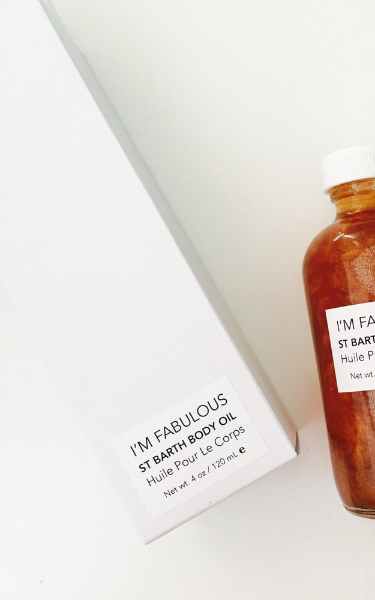 I'M FABULOUS
ST BARTH BODY OIL
Huile Pour Le Corps
Net wt. 4 oz / 120 mL e
I'M FA
ST BART
Huile P
Net wt.